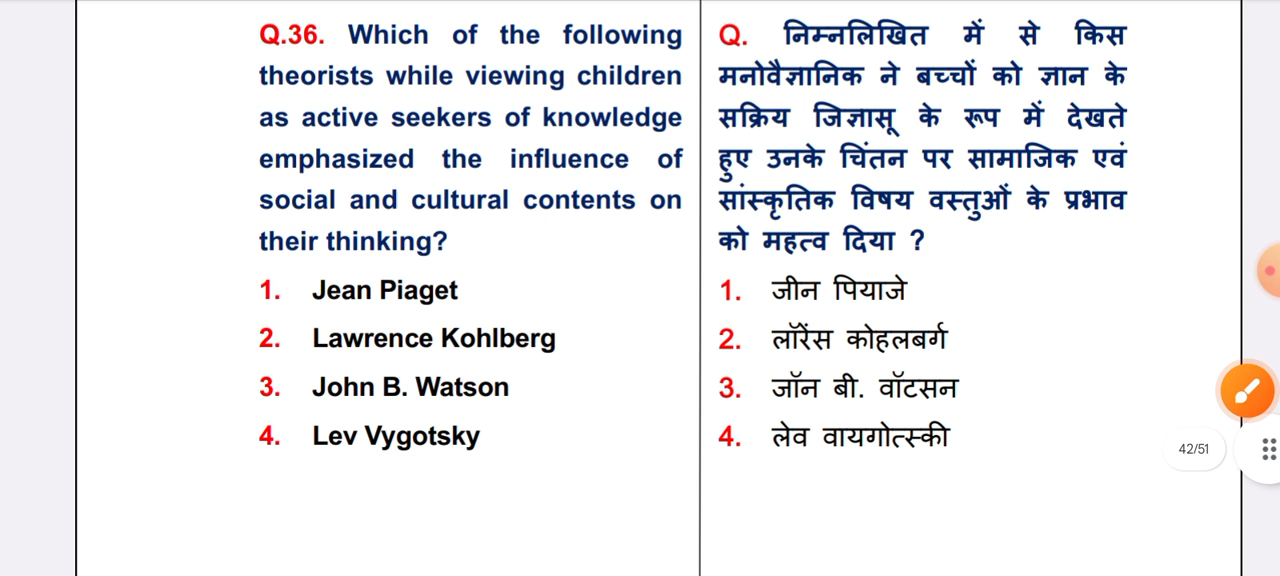 Q.36. Which of the following
theorists while viewing children
as active seekers of knowledge
emphasized the influence of
social and cultural contents on
their thinking?
1. Jean Piaget
2. Lawrence Kohlberg
3. John B. Watson
4. Lev Vygotsky
Q. निम्नलिखित में से किस
मनोवैज्ञानिक ने बच्चों को ज्ञान के
सक्रिय जिज्ञासू के रूप में देखते
हुए उनके चिंतन पर सामाजिक एवं
सांस्कृतिक विषय वस्तुओं के प्रभाव
को महत्व दिया ?
1. जीन पियाजे
2. लॉरेंस कोहलबर्ग
3. जॉन बी. वॉटसन
4. लेव वायगोत्स्की
42/51